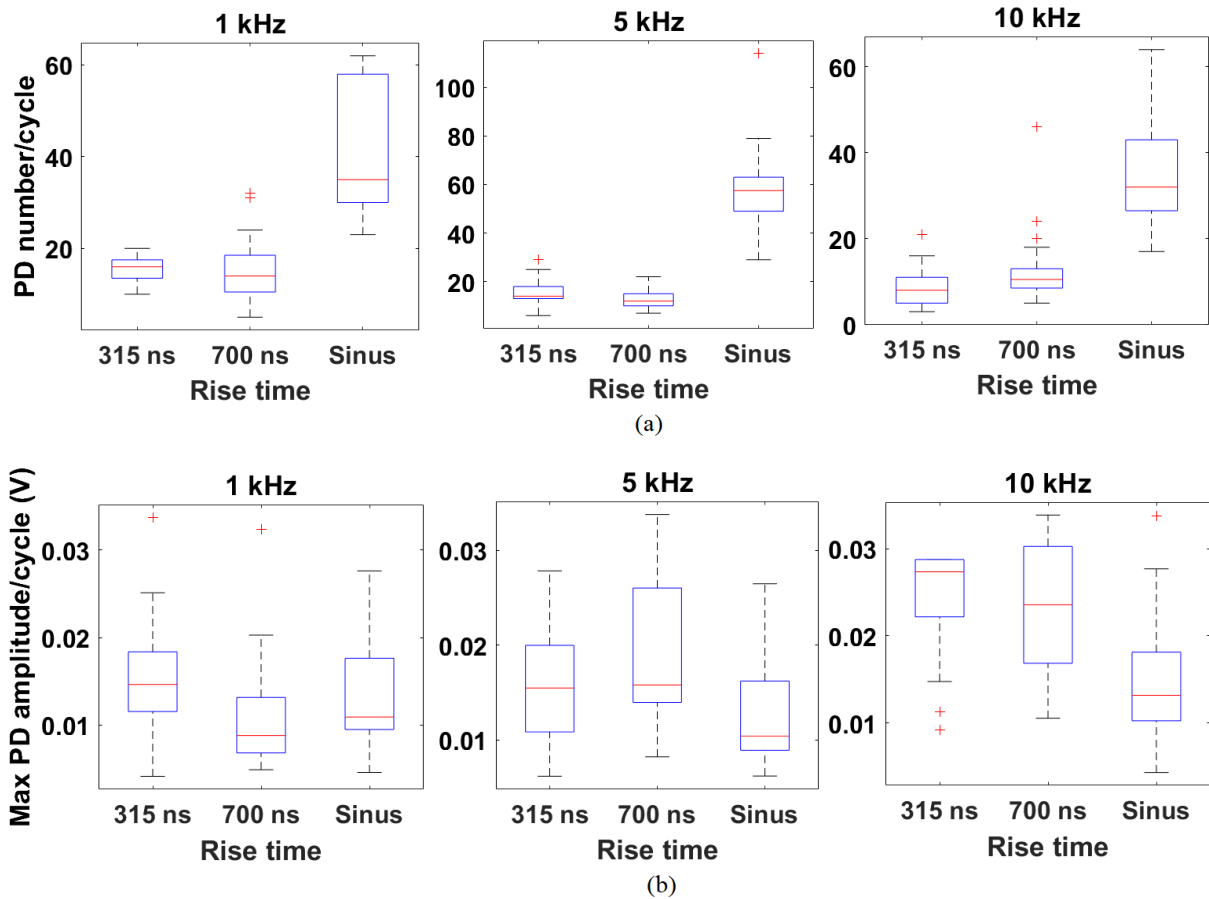 1 kHz
5 kHz
10 kHz
PD number/cycle
60
40
20
100
80
60
40
20
60
40
20
0
315 ns 700 ns Sinus
315 ns 700 ns Sinus
315 ns 700 ns Sinus
Rise time
Rise time
Rise time
(a)
1 kHz
5 kHz
10 kHz
Max PD amplitude/cycle (V)
0.03
0.02
0.01
0.03
0.02
0.01
0.03
0.02
0.01
315 ns 700 ns Sinus
315 ns 700 ns Sinus
315 ns 700 ns Sinus
Rise time
Rise time
Rise time
(b)